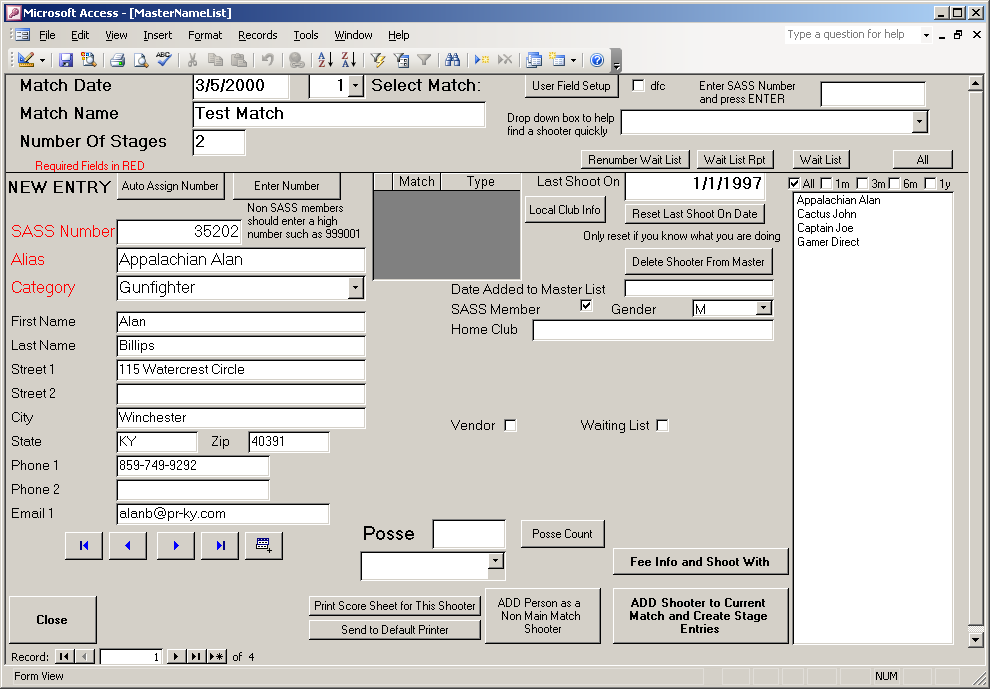 Microsoft Access - [MasterNameList]
File Edit View Insert Format Records Tools Window Help Type a question for help
Match Date 3/5/2000 1 Select Match: User Field Setup dfc Enter SASS Number and press ENTER
Match Name Test Match Drop down box to help find a shooter quickly
Number Of Stages 2
Required Fields in RED Renumber Wait List Wait List Rpt Wait List All
NEW ENTRY Auto Assign Number Enter Number Match Type Last Shoot On 1/1/1997 All 1m 3m 6m 1y
Non SASS members
should enter a high
number such as 999001
Local Club Info Reset Last Shoot On Date
Only reset if you know what you are doing
Delete Shooter From Master
Appalachian Alan
Cactus John
Captain Joe
Gamer Direct
SASS Number 35202
Alias Appalachian Alan
Category Gunfighter
Date Added to Master List
SASS Member Gender M
Home Club
First Name Alan
Last Name Billips
Street 1 115 Watercrest Circle
Street 2
City Winchester
State KY Zip 40391
Phone 1 859-749-9292
Phone 2
Email 1 alanb@pr-ky.com
Vendor Waiting List
Posse Posse Count
Fee Info and Shoot With
Close
Print Score Sheet for This Shooter
Send to Default Printer
ADD Person as a
Non Main Match
Shooter
ADD Shooter to Current
Match and Create Stage
Entries
Record: 1 of 4
Form View NUM